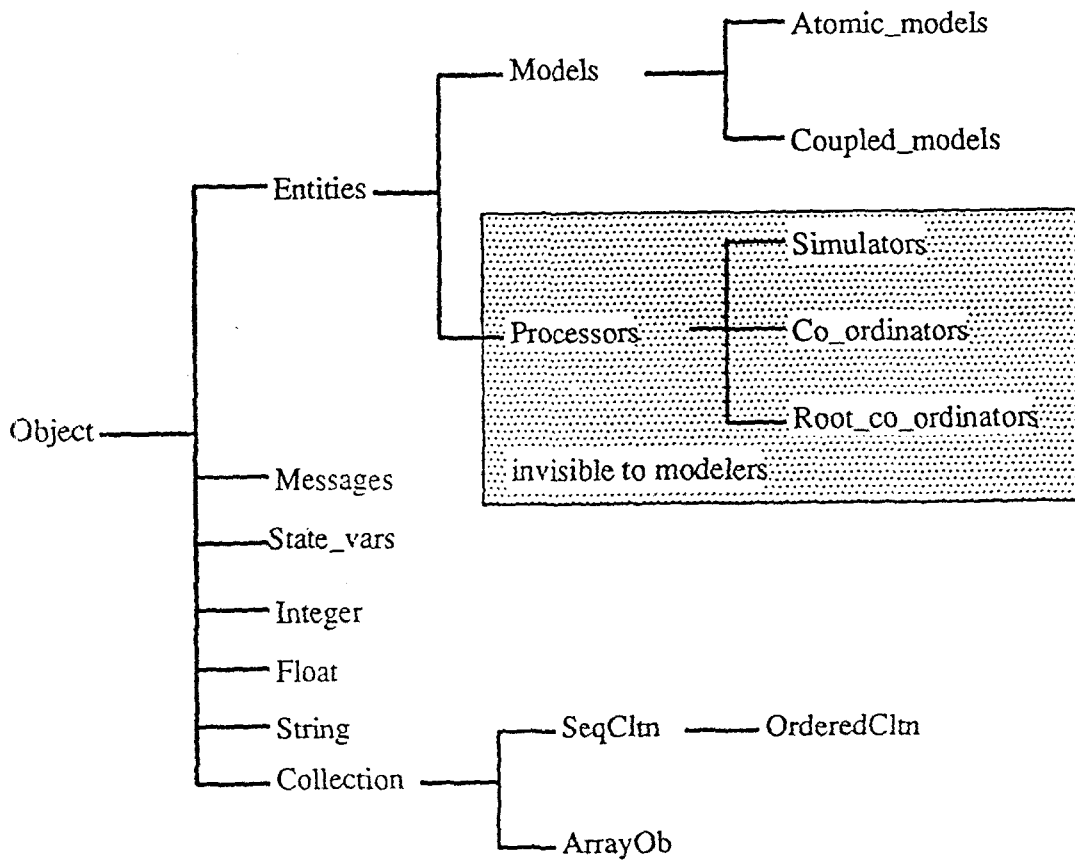 Atomic_models
Models
Coupled_models
Entities
Simulators
Processors
Co_ordinators
Root_co_ordinators
invisible to modelers
Object
Messages
State_vars
Integer
Float
String
SeqCltn
OrderedCltn
Collection
ArrayOb